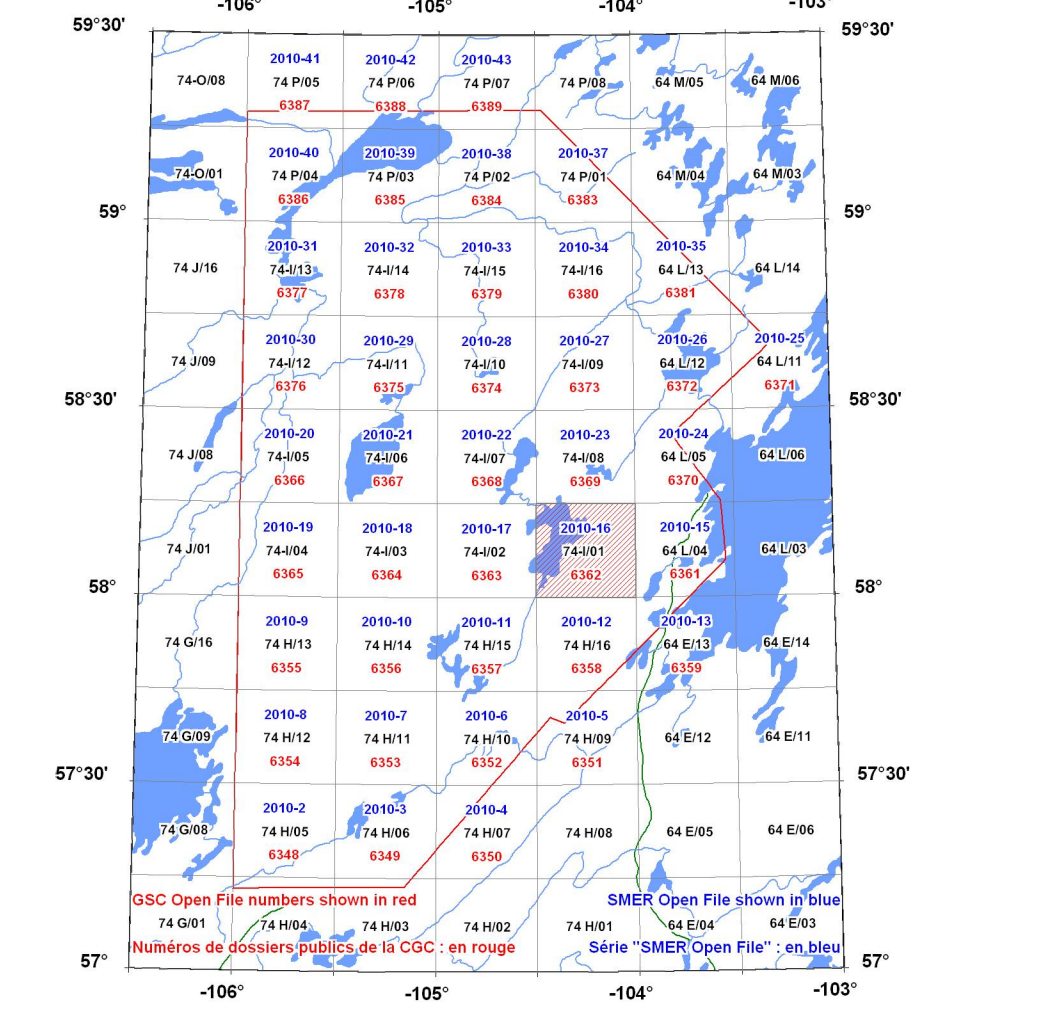 -106° -105° -104° -103°
59°30' 59°30'
2010-41 2010-42 2010-43
74-O/08 74 P/05 74 P/06 74 P/07 74 P/08 64 M/05 64 M/06
6387 6388 6389
2010-40 2010-39 2010-38 2010-37
74-O/01 74 P/04 74 P/03 74 P/02 74 P/01 64 M/04 64 M/03
6386 6385 6384 6383
59° 59°
2010-31 2010-32 2010-33 2010-34 2010-35
74 J/16 74-I/13 74-I/14 74-I/15 74-I/16 64 L/13 64 L/14
6377 6378 6379 6380 6381
2010-30 2010-29 2010-28 2010-27 2010-26 2010-25
74 J/09 74-I/12 74-I/11 74-I/10 74-I/09 64 L/12 64 L/11
6376 6375 6374 6373 6372 6371
58°30' 58°30'
2010-20 2010-21 2010-22 2010-23 2010-24
74 J/08 74-I/05 74-I/06 74-I/07 74-I/08 64 L/05 64 L/06
6366 6367 6368 6369 6370
2010-19 2010-18 2010-17 2010-16 2010-15
74 J/01 74-I/04 74-I/03 74-I/02 74-I/01 64 L/04 64 L/03
6365 6364 6363 6362 6361
58° 58°
2010-9 2010-10 2010-11 2010-12 2010-13
74 G/16 74 H/13 74 H/14 74 H/15 74 H/16 64 E/13 64 E/14
6355 6356 6357 6358 6359
2010-8 2010-7 2010-6 2010-5
74 G/09 74 H/12 74 H/11 74 H/10 74 H/09 64 E/12 64 E/11
6354 6353 6352 6351
57°30' 57°30'
2010-2 2010-3 2010-4
74 G/08 74 H/05 74 H/06 74 H/07 74 H/08 64 E/05 64 E/06
6348 6349 6350
GSC Open File numbers shown in red SMER Open File shown in blue
74 G/01 74 H/04 74 H/03 74 H/02 74 H/01 64 E/04 64 E/03
Numéros de dossiers publics de la CGC : en rouge Série "SMER Open File" : en bleu
57° 57°
-106° -105° -104° -103°